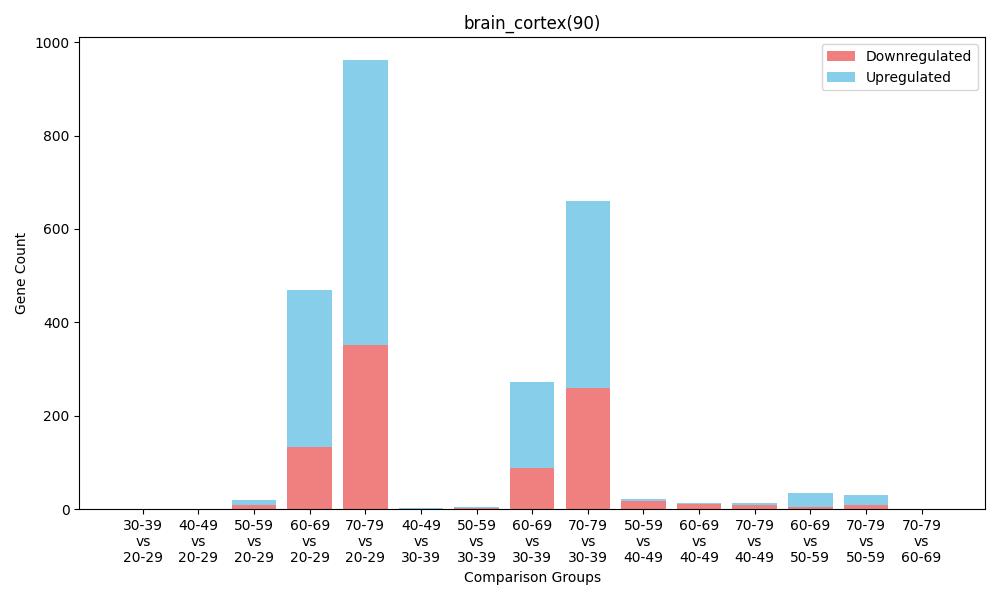 brain_cortex(90)
Downregulated
Upregulated
Gene Count
1000
800
600
400
200
0
30-39
vs
20-29
40-49
vs
20-29
50-59
vs
20-29
60-69
vs
20-29
70-79
vs
20-29
40-49
vs
30-39
50-59
vs
30-39
60-69
vs
30-39
70-79
vs
30-39
50-59
vs
40-49
60-69
vs
40-49
70-79
vs
40-49
60-69
vs
50-59
70-79
vs
50-59
70-79
vs
60-69
Comparison Groups